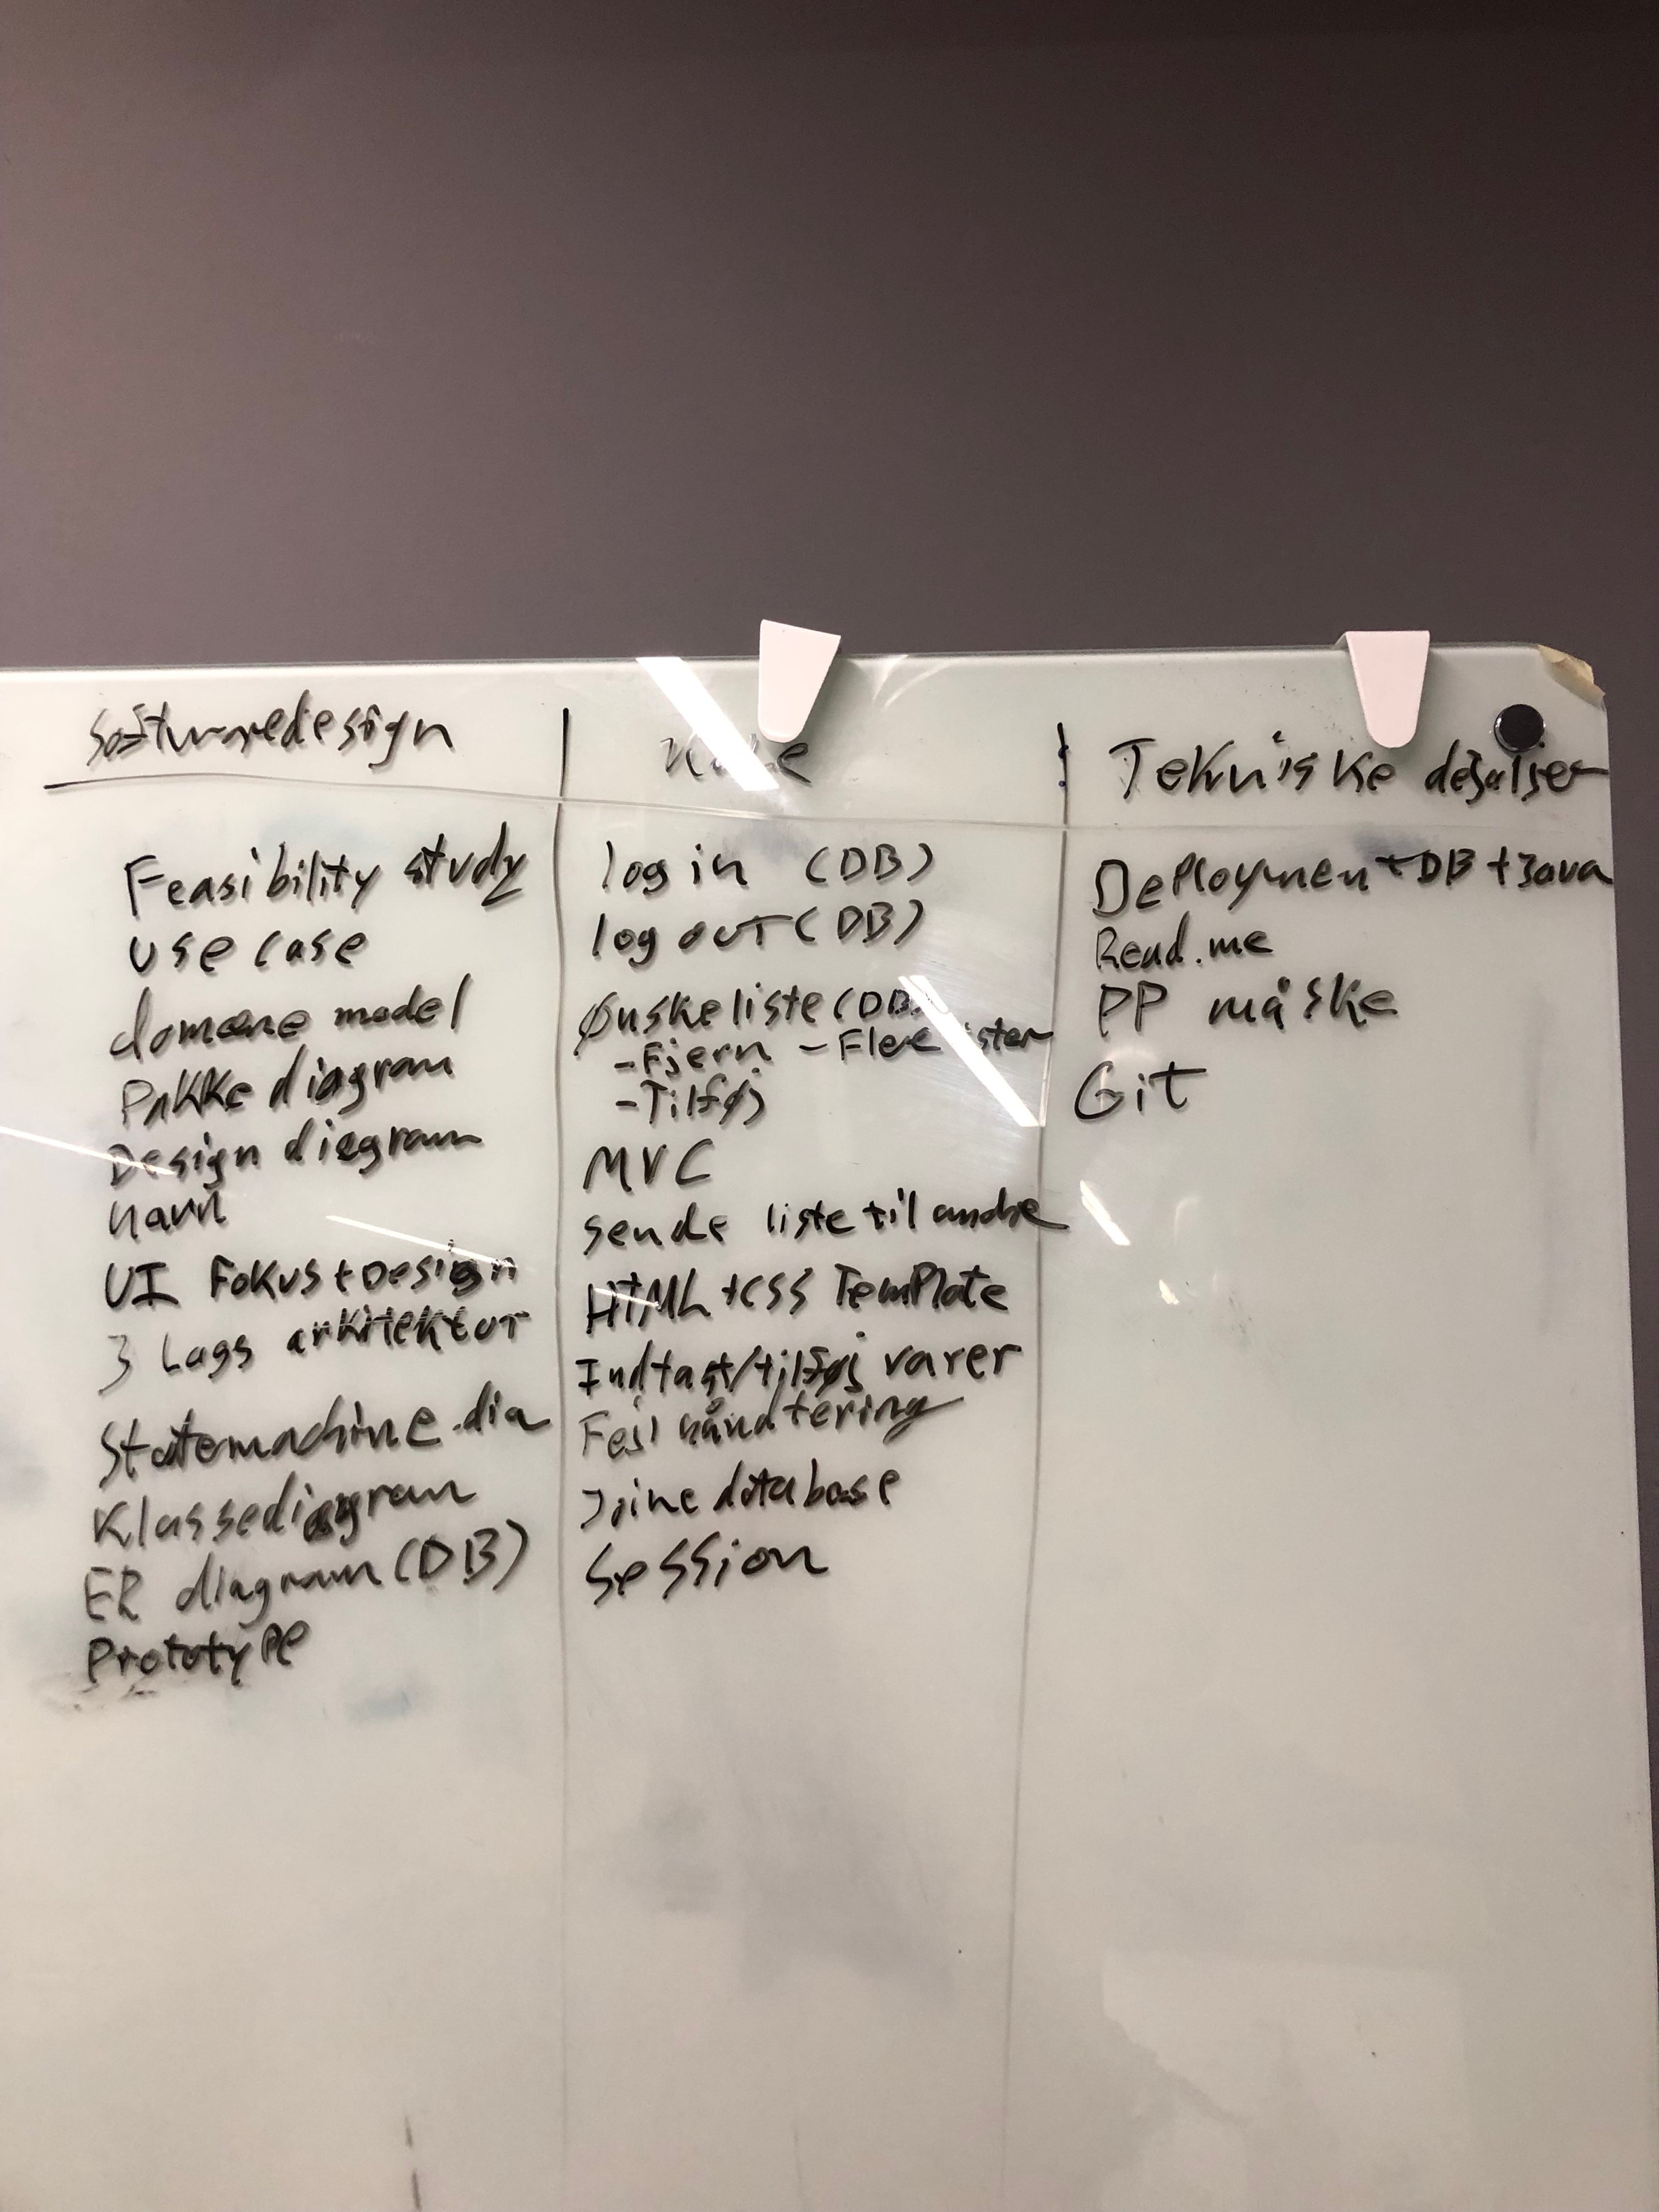 Softwaredesign
Feasibility study
use case
domæne model
Pakke diagram
Design diagram
navn
UI Fokus + Design
3 Lags arkitektur
Statemachine.dia
Klassediagram
ER diagram (DB)
Prototype
Kode
log in (DB)
log out (DB)
Ønskeliste (DB)
- Fjern - Flere lister
- Tilføj
MVC
sende liste til andre
HTML + CSS Template
Indtast/tilføj varer
Fejl håndtering
Joine database
Session
Tekniske detaljer
Deployment DB + Java
Read.me
PP måske
Git